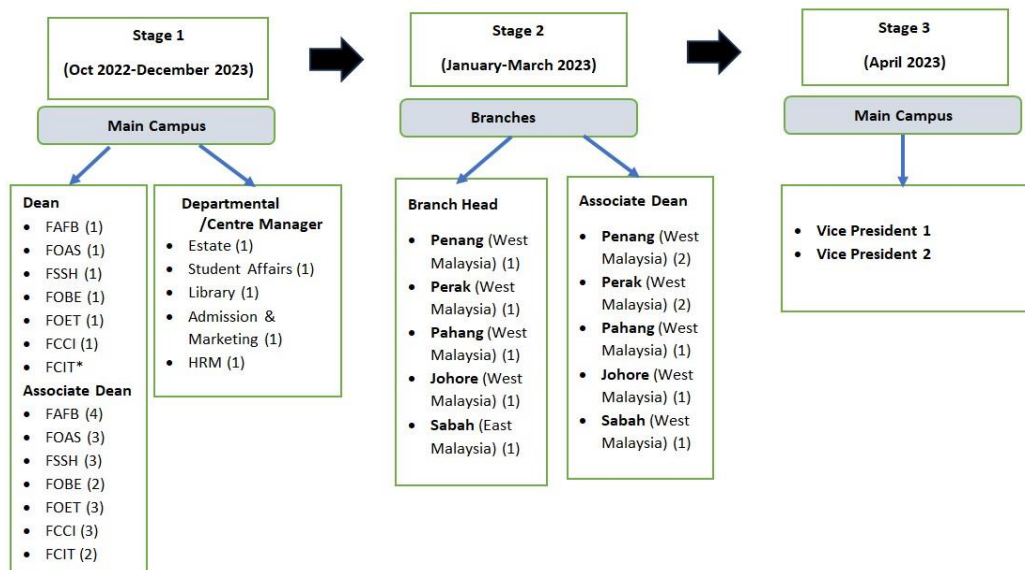 Stage 1
(Oct 2022-December 2023)
Stage 2
(January-March 2023)
Stage 3
(April 2023)
Main Campus
Branches
Main Campus
Dean
FAFB (1)
FOAS (1)
FSSH (1)
FOBE (1)
FOET (1)
FCCI (1)
FCIT*
Associate Dean
FAFB (4)
FOAS (3)
FSSH (3)
FOBE (2)
FOET (3)
FCCI (3)
FCIT (2)
Departmental
/Centre Manager
Estate (1)
Student Affairs (1)
Library (1)
Admission &
Marketing (1)
HRM (1)
Branch Head
Penang (West
Malaysia) (1)
Perak (West
Malaysia) (1)
Pahang (West
Malaysia) (1)
Johore (West
Malaysia) (1)
Sabah (East
Malaysia) (1)
Associate Dean
Penang (West
Malaysia) (2)
Perak (West
Malaysia) (2)
Pahang (West
Malaysia) (1)
Johore (West
Malaysia) (1)
Sabah (West
Malaysia) (1)
Vice President 1
Vice President 2